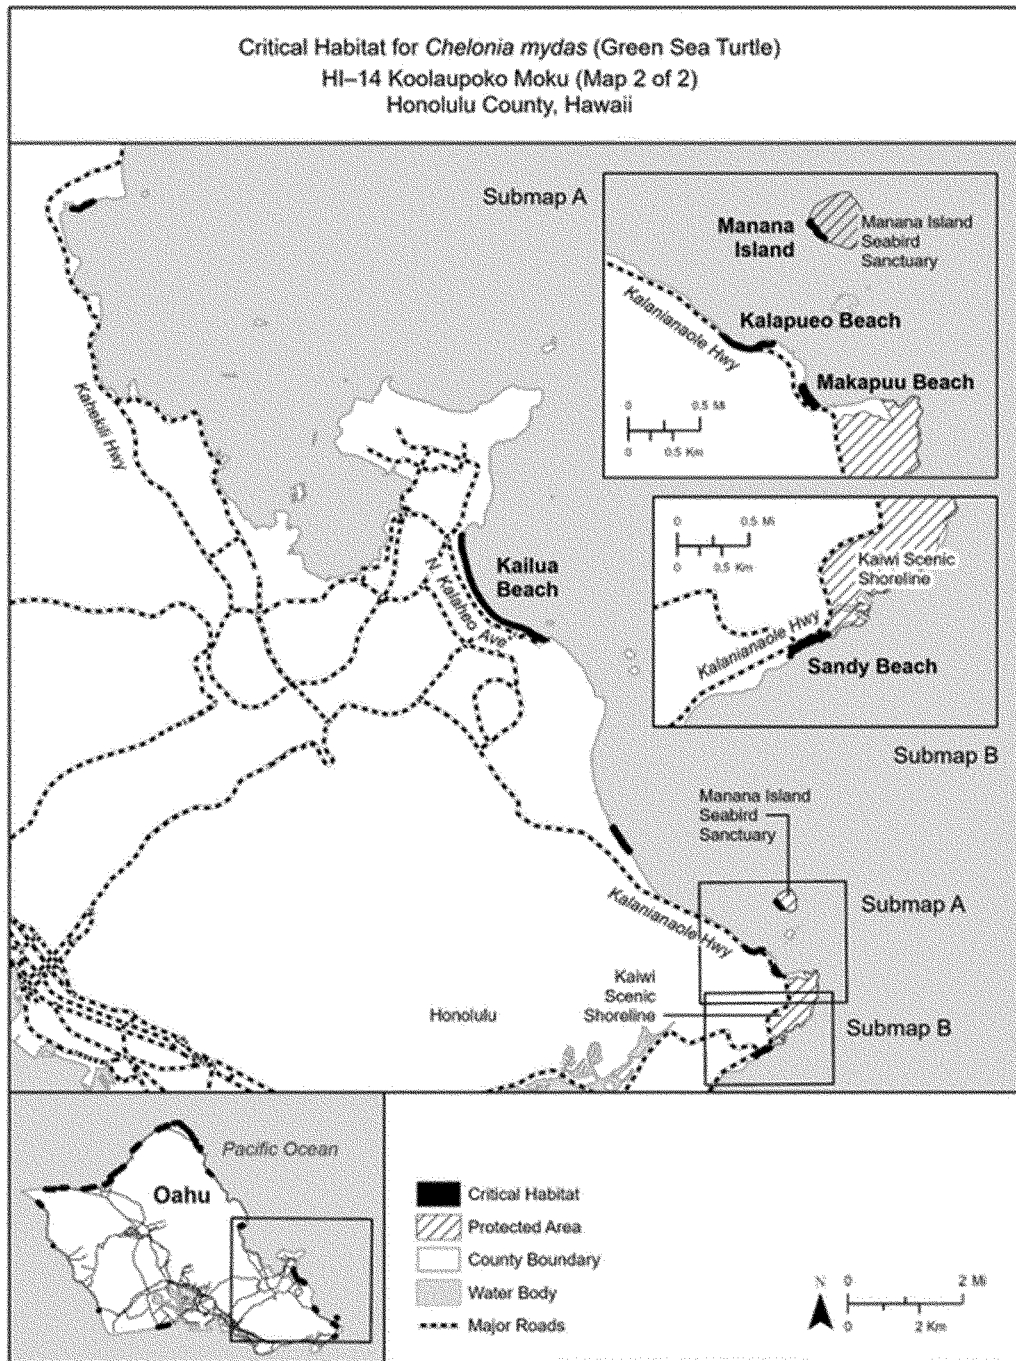 Critical Habitat for Chelonia mydas (Green Sea Turtle)
HI–14 Koolaupoko Moku (Map 2 of 2)
Honolulu County, Hawaii
Submap A
Manana
Island
Manana Island
Seabird
Sanctuary
Kalanianaole Hwy
Kalapueo Beach
Makapuu Beach
0 0.5 Mi
0 0.5 Km
Kahekili Hwy
Kailua
Beach
N. Kalaheo Ave
0 0.5 Mi
0 0.5 Km
Kaiwi Scenic
Shoreline
Kalanianaole Hwy
Sandy Beach
Submap B
Manana Island
Seabird
Sanctuary
Submap A
Kalanianaole Hwy
Kaiwi
Scenic
Shoreline
Honolulu
Submap B
Pacific Ocean
Oahu
Critical Habitat
Protected Area
County Boundary
Water Body
Major Roads
N
0 2 Mi
0 2 Km